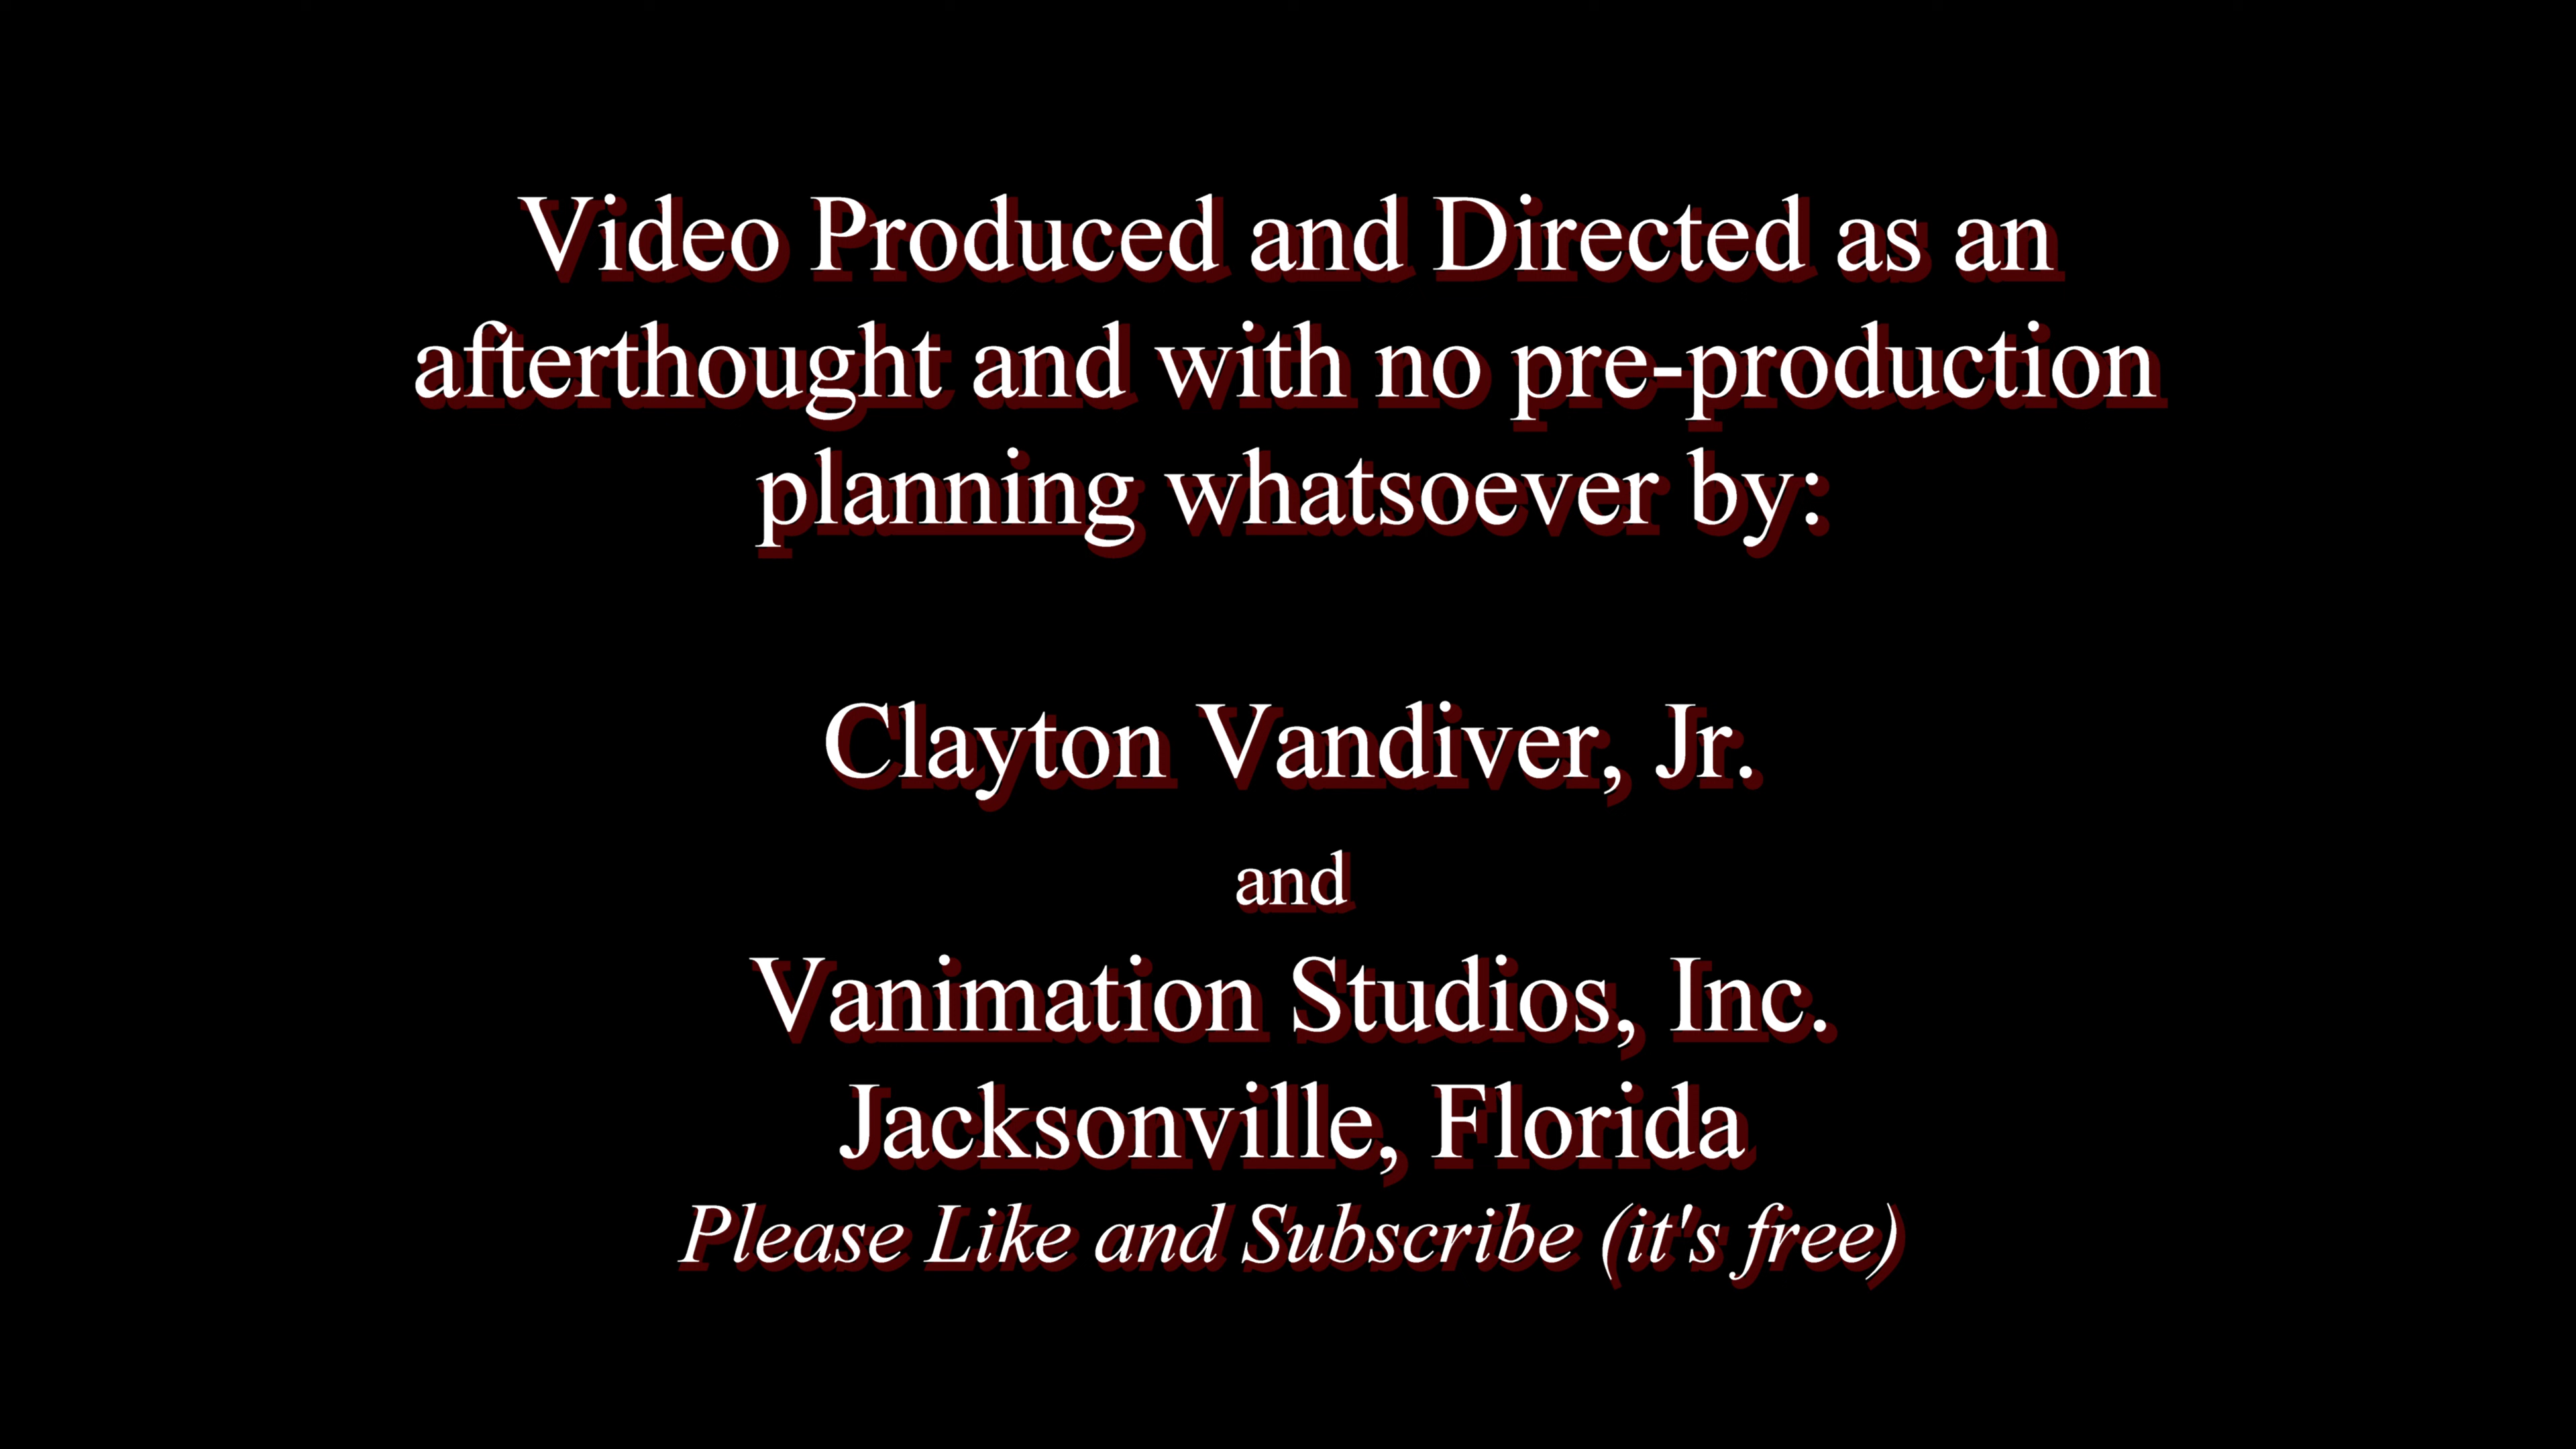 Video Produced and Directed as an
afterthought and with no pre-production
planning whatsoever by:
Clayton Vandiver, Jr.
and
Vanimation Studios, Inc.
Jacksonville, Florida
Please Like and Subscribe (it's free)